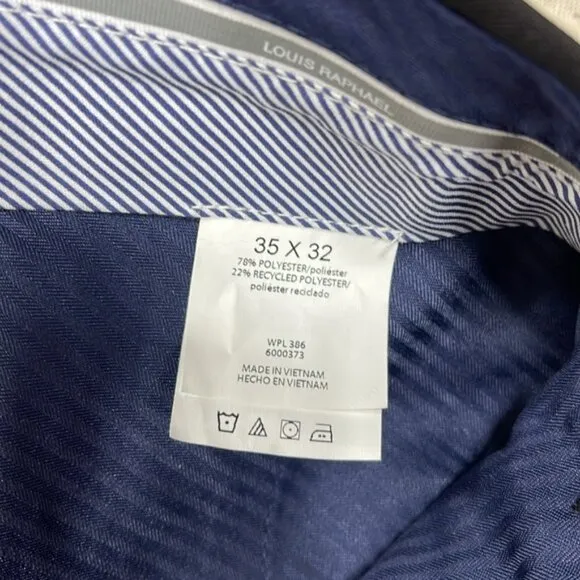 LOUIS RAPHAEL
35 X 32
78% POLYESTER/poliéster
22% RECYCLED POLYESTER/
poliéster reciclado
WPL 386
6000373
MADE IN VIETNAM
HECHO EN VIETNAM